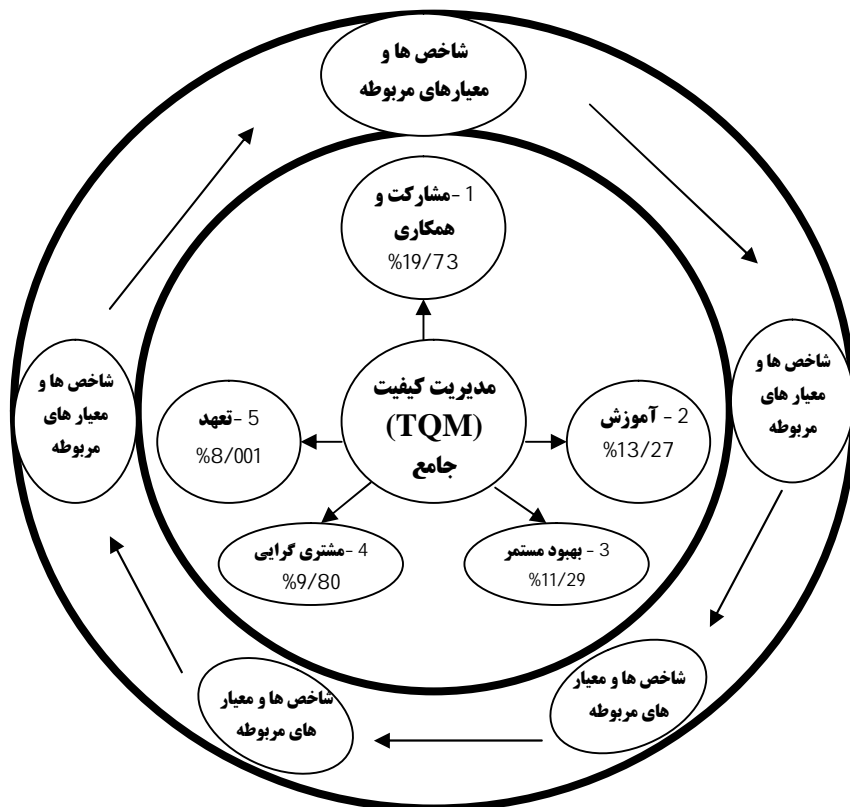 شاخص ها و
معیارهای مربوطه
1 -مشارکت و
همکاری
%19/73
مدیریت کیفیت
(TQM)
جامع
شاخص ها و
معیار های
مربوطه
شاخص ها و
معیار های
مربوطه
2 - آموزش
%13/27
5 -تعهد
%8/001
3 - بهبود مستمر
%11/29
4 -مشتری گرایی
%9/80
شاخص ها و معیار
های مربوطه
شاخص ها و معیار
های مربوطه